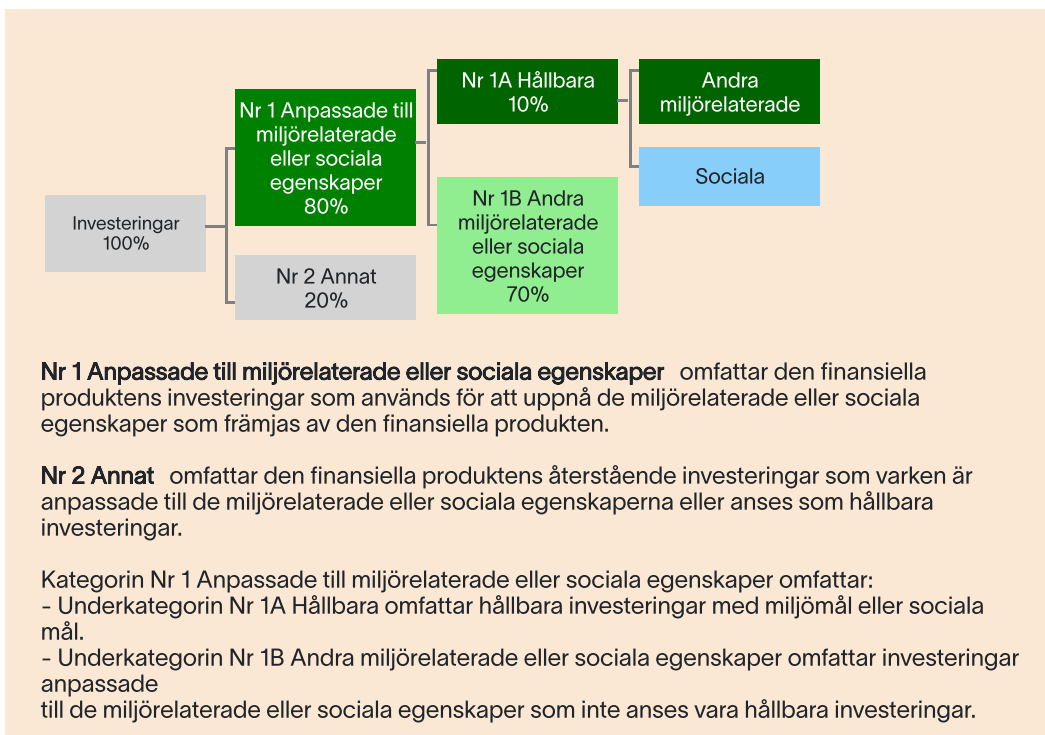 Investeringar
100%
Nr 1 Anpassade till
miljörelaterade
eller sociala
egenskaper
80%
Nr 2 Annat
20%
Nr 1A Hållbara
10%
Nr 1B Andra
miljörelaterade
eller sociala
egenskaper
70%
Andra
miljörelaterade
Sociala
Nr 1 Anpassade till miljörelaterade eller sociala egenskaper omfattar den finansiella
produktens investeringar som används för att uppnå de miljörelaterade eller sociala
egenskaper som främjas av den finansiella produkten.
Nr 2 Annat omfattar den finansiella produktens återstående investeringar som varken är
anpassade till de miljörelaterade eller sociala egenskaperna eller anses som hållbara
investeringar.
Kategorin Nr 1 Anpassade till miljörelaterade eller sociala egenskaper omfattar:
- Underkategorin Nr 1A Hållbara omfattar hållbara investeringar med miljömål eller sociala
mål.
- Underkategorin Nr 1B Andra miljörelaterade eller sociala egenskaper omfattar investeringar
anpassade
till de miljörelaterade eller sociala egenskaper som inte anses vara hållbara investeringar.